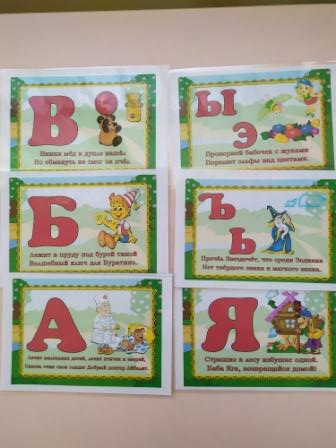 В
Винни мёд в дупле нашёл.
Но обмануть не смог он пчёл.
Б
Лежит в пруду под бурой тиной
Волшебный ключ для Буратино.
А
Лечит маленьких детей, лечит птичек и зверей,
Сквозь очки свои глядит Добрый доктор Айболит.
Ы
Э
Проворней бабочек с жуками
Порхают эльфы над цветами.
Ъ
Ь
Прочёл Звездочёт, что среди Зодиака
Нет твёрдого знака и мягкого знака.
Я
Страшно в лесу избушке одной.
Баба Яга, возвращайся домой!